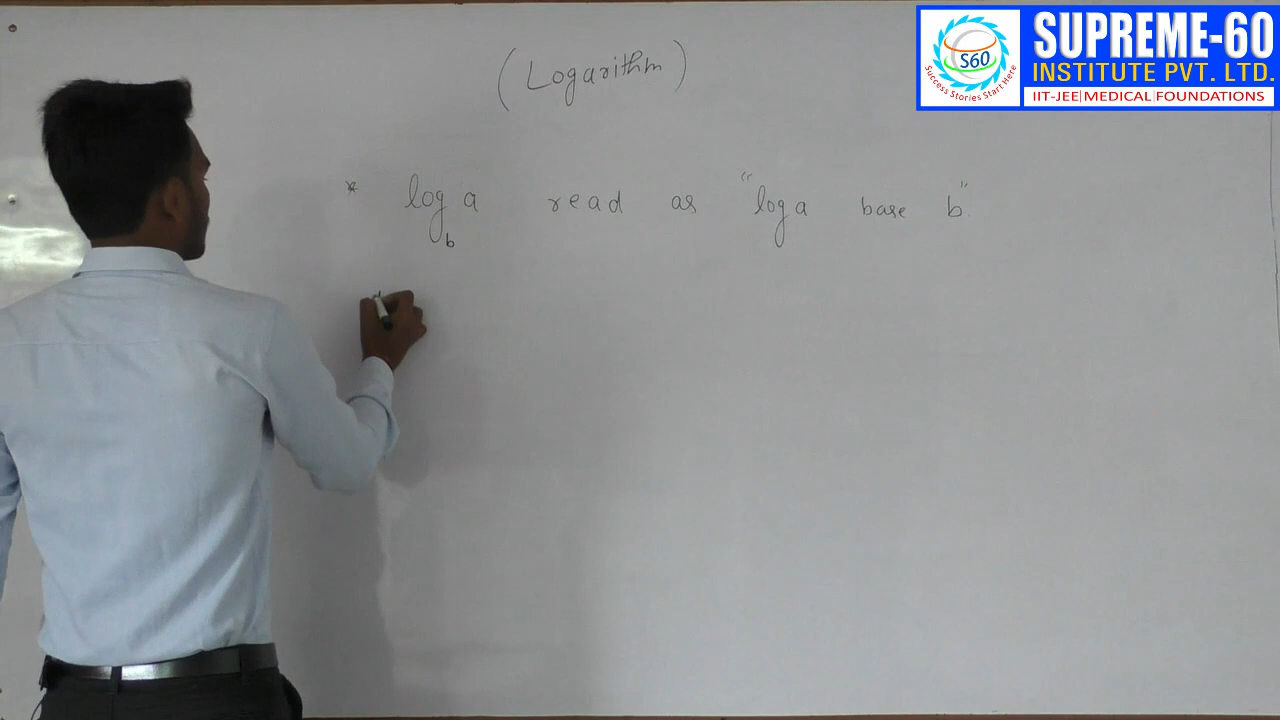 (Logarithm)
* log_b a read as "log a base b."
SUPREME-60
INSTITUTE PVT. LTD.
IIT-JEE|MEDICAL|FOUNDATIONS
S60
Success Stories Start Here